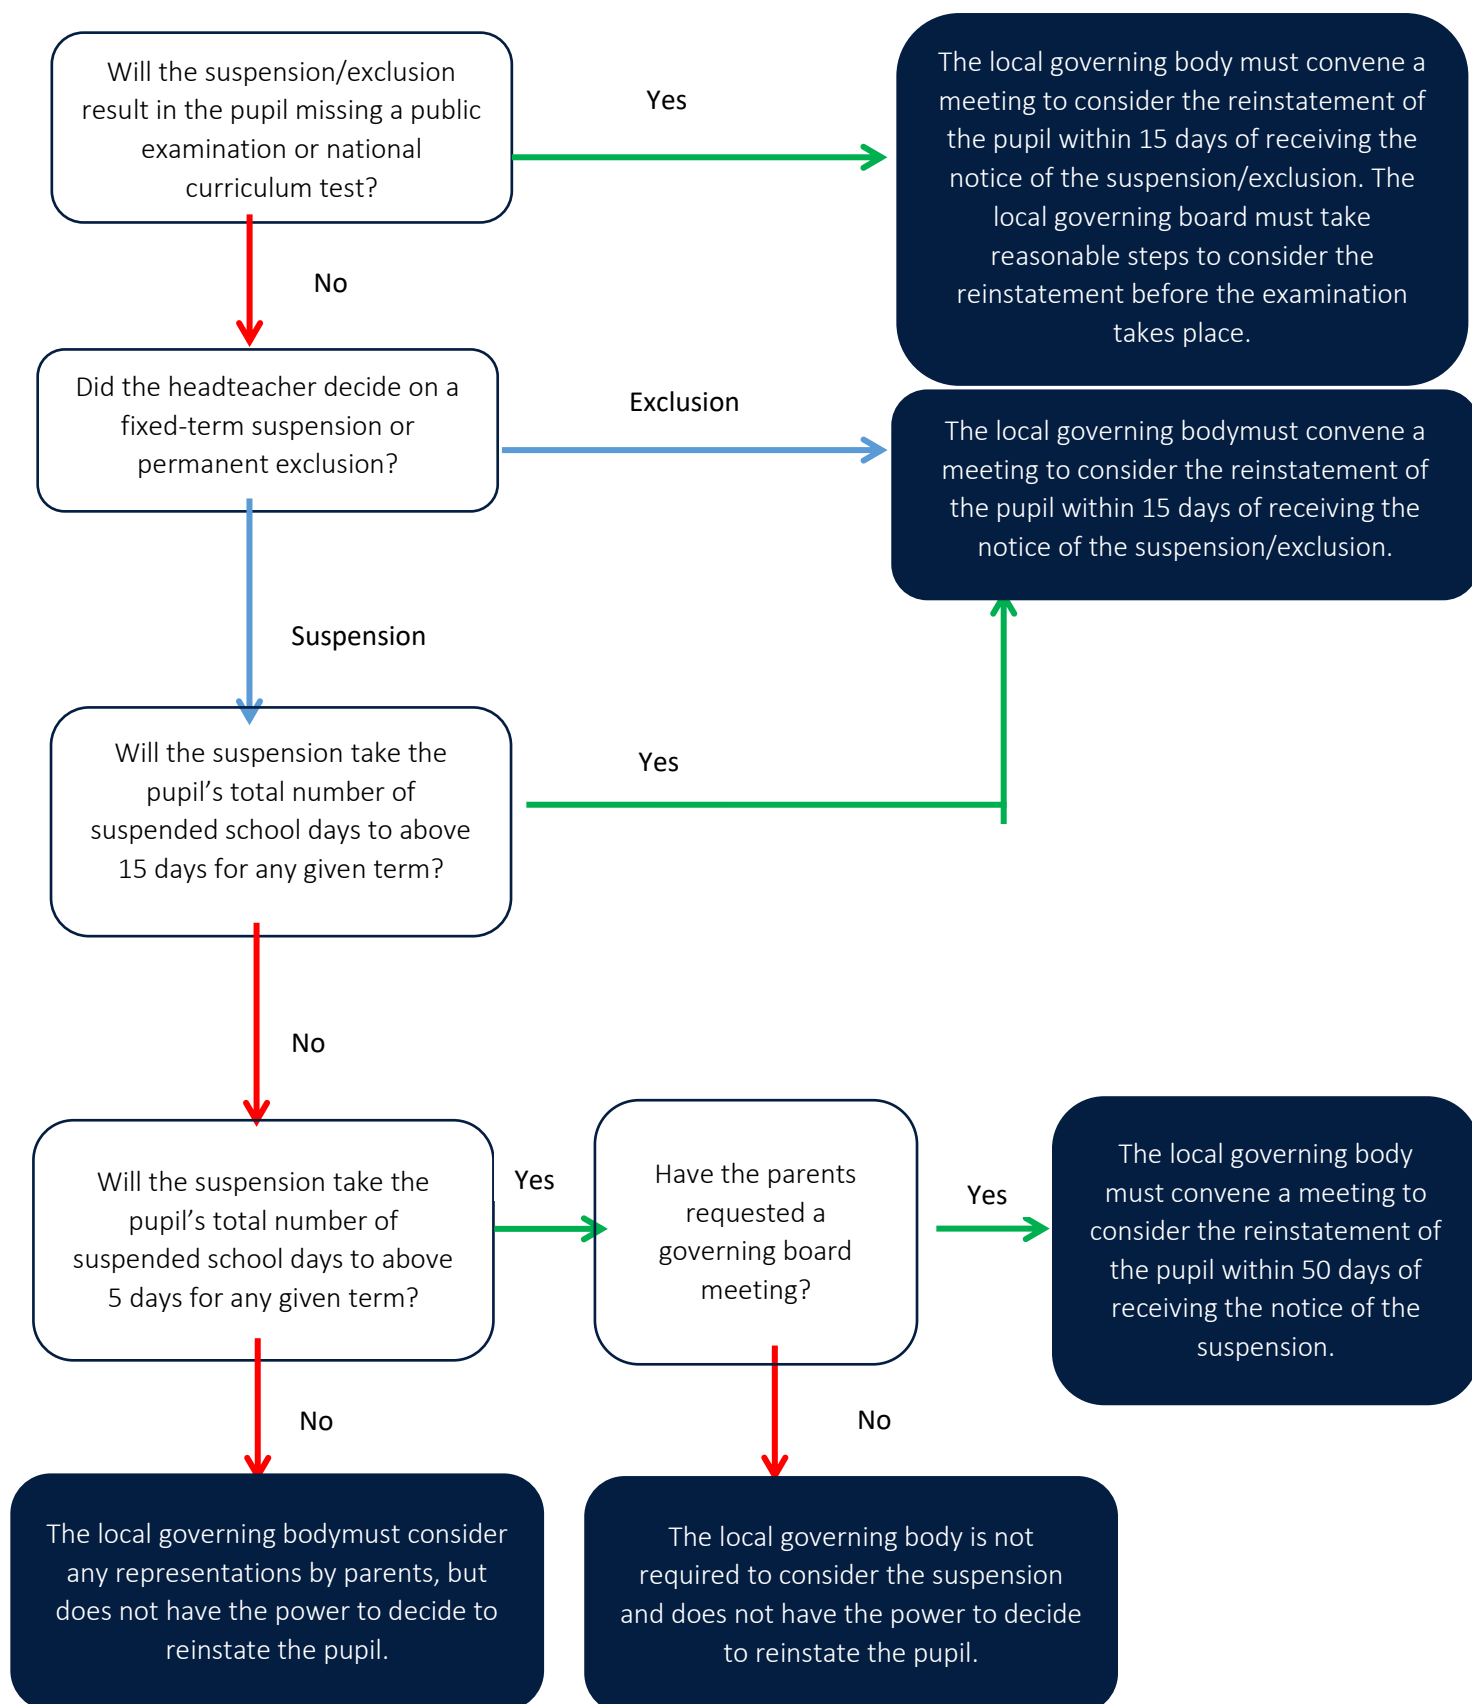 Will the suspension/exclusion
result in the pupil missing a public
examination or national
curriculum test?
Yes
The local governing body must convene a
meeting to consider the reinstatement of
the pupil within 15 days of receiving the
notice of the suspension/exclusion. The
local governing board must take
reasonable steps to consider the
reinstatement before the examination
takes place.
No
Did the headteacher decide on a
fixed-term suspension or
permanent exclusion?
Exclusion
The local governing bodymust convene a
meeting to consider the reinstatement of
the pupil within 15 days of receiving the
notice of the suspension/exclusion.
Suspension
Will the suspension take the
pupil’s total number of
suspended school days to above
15 days for any given term?
Yes
No
Will the suspension take the
pupil’s total number of
suspended school days to above
5 days for any given term?
Yes
Have the parents
requested a
governing board
meeting?
Yes
The local governing body
must convene a meeting to
consider the reinstatement of
the pupil within 50 days of
receiving the notice of the
suspension.
No
No
The local governing bodymust consider
any representations by parents, but
does not have the power to decide to
reinstate the pupil.
The local governing body is not
required to consider the suspension
and does not have the power to decide
to reinstate the pupil.